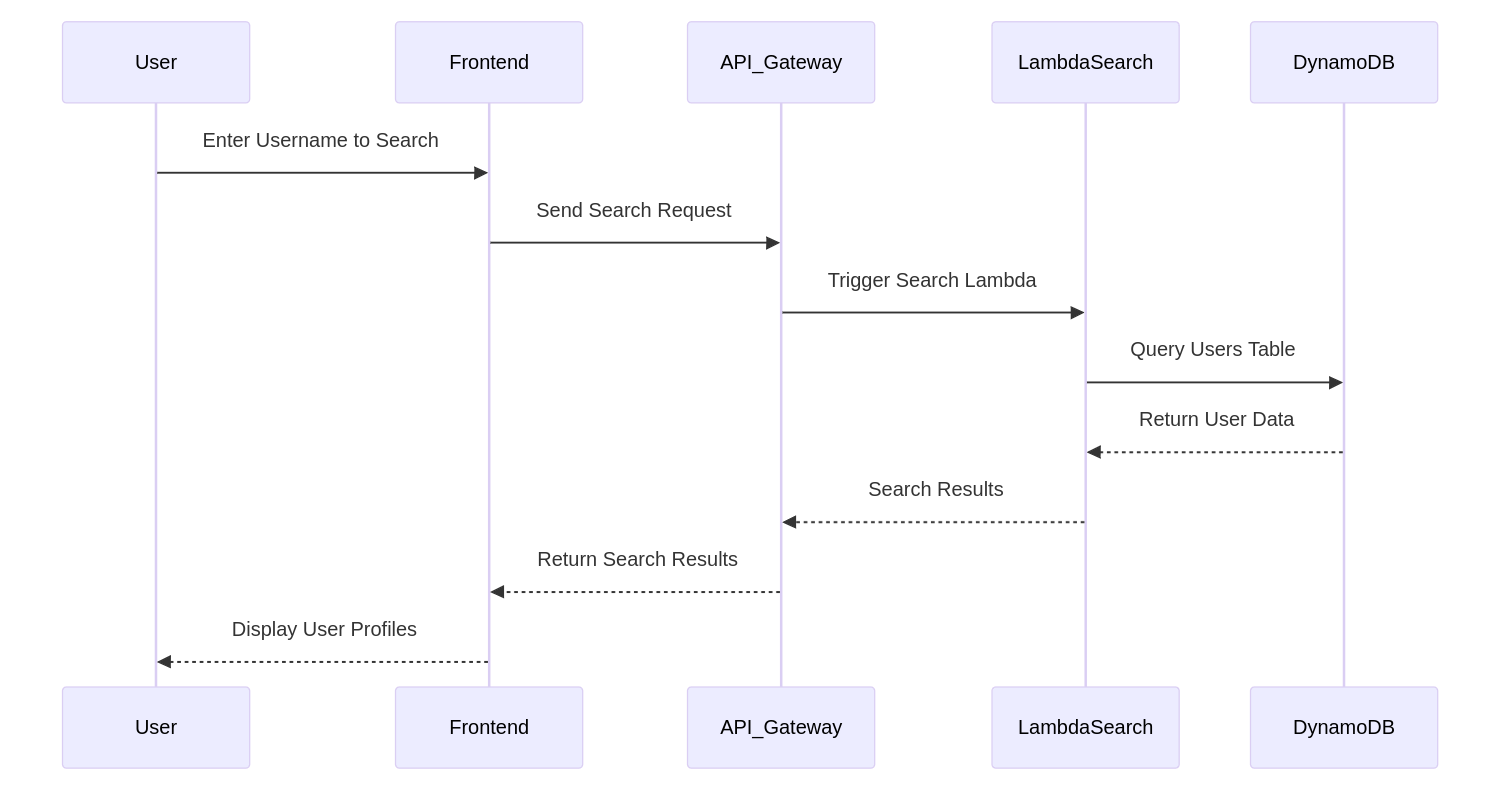 User
Frontend
API_Gateway
LambdaSearch
DynamoDB
Enter Username to Search
Send Search Request
Trigger Search Lambda
Query Users Table
Return User Data
Search Results
Return Search Results
Display User Profiles
User
Frontend
API_Gateway
LambdaSearch
DynamoDB